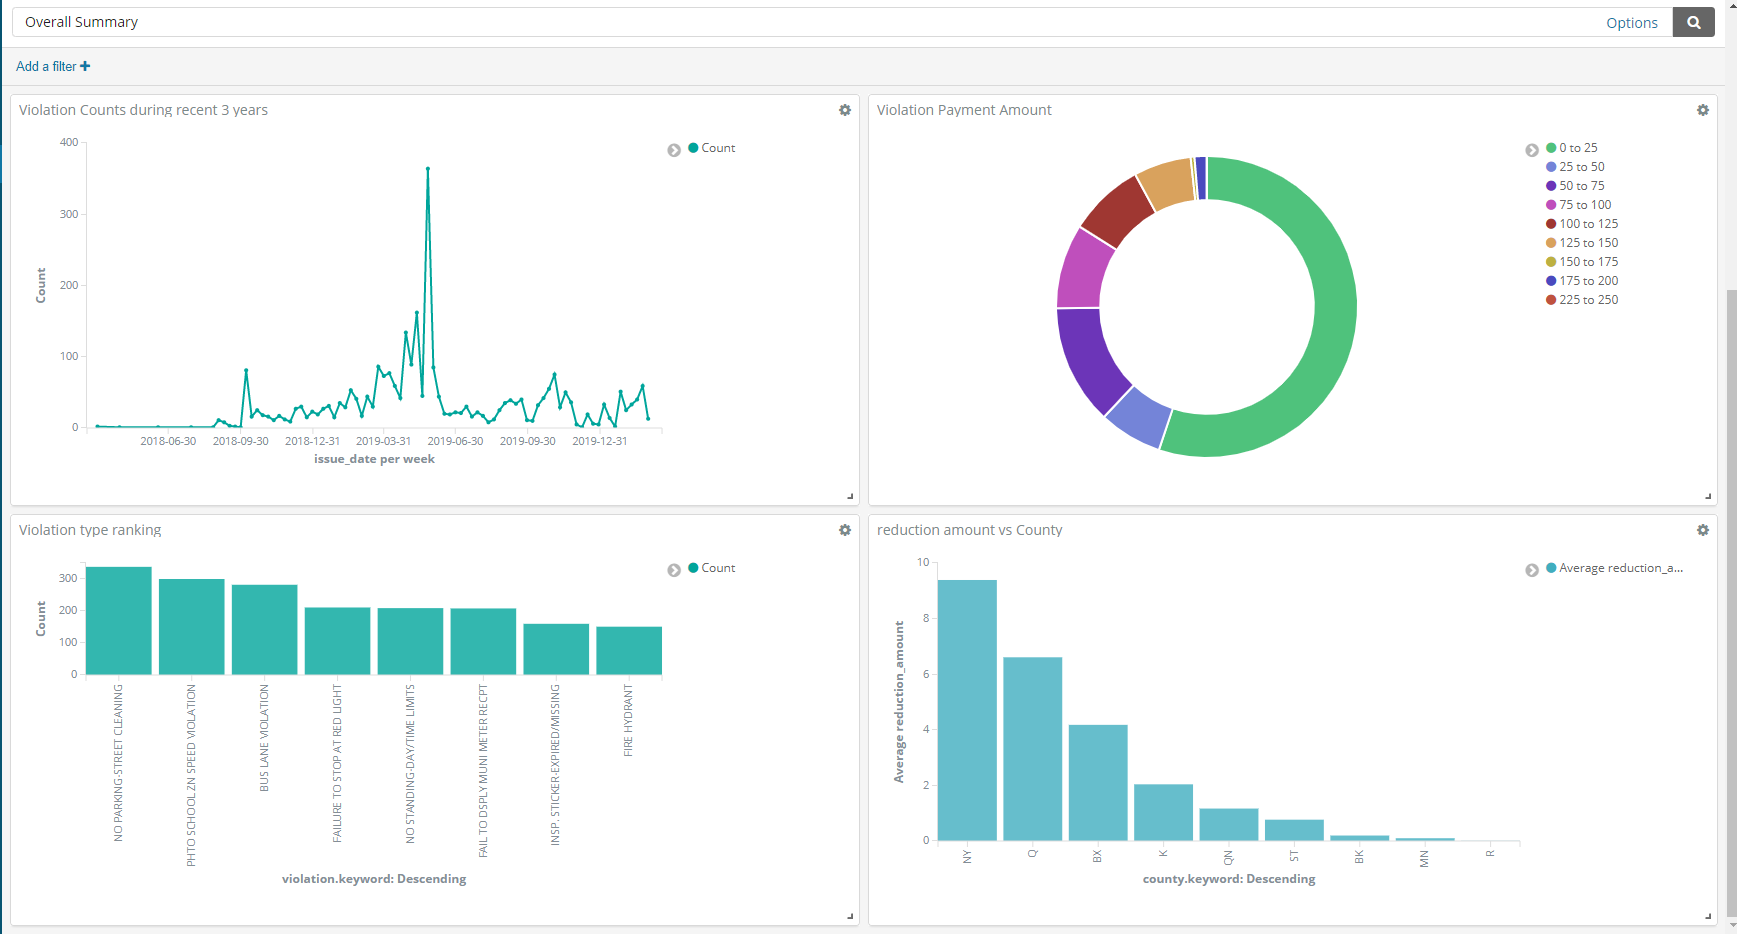 Overall Summary
Options
Add a filter +
Violation Counts during recent 3 years
400
300
200
100
0
Count
2018-06-30 2018-09-30 2018-12-31 2019-03-31 2019-06-30 2019-09-30 2019-12-31
issue_date per week
Count
Violation Payment Amount
0 to 25
25 to 50
50 to 75
75 to 100
100 to 125
125 to 150
150 to 175
175 to 200
225 to 250
Violation type ranking
300
200
100
0
Count
NO PARKING-STREET CLEANING
PHTO SCHOOL ZN SPEED VIOLATION
BUS LANE VIOLATION
FAILURE TO STOP AT RED LIGHT
NO STANDING-DAY/TIME LIMITS
FAIL TO DSPLY MUNI METER RECPT
INSP. STICKER-EXPIRED/MISSING
FIRE HYDRANT
violation.keyword: Descending
Count
reduction amount vs County
10
8
6
4
2
0
Average reduction_amount
NY
Q
BX
K
QN
ST
BK
MN
R
county.keyword: Descending
Average reduction_a...